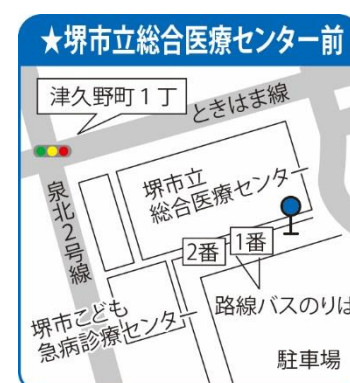 ★堺市立総合医療センター前
津久野町1丁
ときはま線
泉北2号線
堺市立
総合医療センター
2番
1番
堺市こども
急病診療センター
路線バスのりは
駐車場